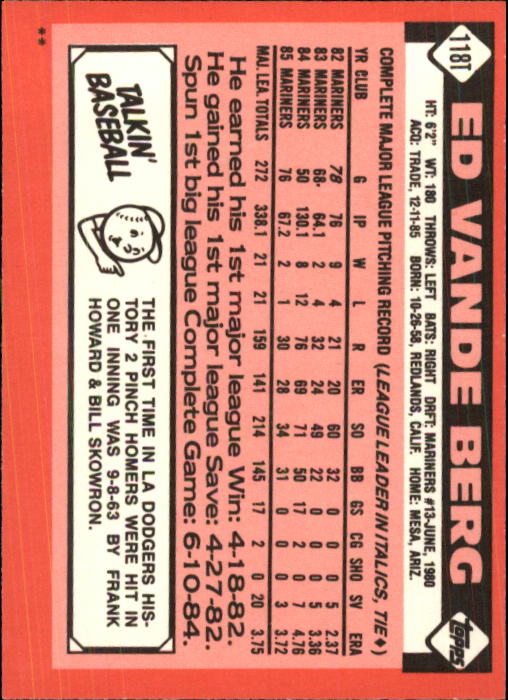 118T
ED VANDE BERG
topps
HT: 6'2" WT: 180 THROWS: LEFT BATS: RIGHT DRFT: MARINERS #13-JUNE, 1980
ACQ: TRADE, 12-11-85 BORN: 10-26-58, REDLANDS, CALIF. HOME: MESA, ARIZ.
COMPLETE MAJOR LEAGUE PITCHING RECORD (LEAGUE LEADER IN ITALICS, TIE ♦)
YR CLUB G IP W L R ER SO BB GS CG SHO SV ERA
82 MARINERS 78 76 9 4 21 20 60 32 0 0 0 5 2.37
83 MARINERS 68· 64.1 2 4 32 24 49 22 0 0 0 5 3.36
84 MARINERS 50 130.1 8 12 76 69 71 50 17 2 0 7 4.76
85 MARINERS 76 67.2 2 1 30 28 34 31 0 0 0 3 3.72
MAJ. LEA. TOTALS 272 338.1 21 21 159 141 214 145 17 2 0 20 3.75
He earned his 1st major league Win: 4-18-82.
He gained his 1st major league Save: 4-27-82.
Spun 1st big league Complete Game: 6-10-84.
TALKIN'
BASEBALL
THE FIRST TIME IN LA DODGERS HIS-
TORY 2 PINCH HOMERS WERE HIT IN
ONE INNING WAS 9-8-63 BY FRANK
HOWARD & BILL SKOWRON.
**